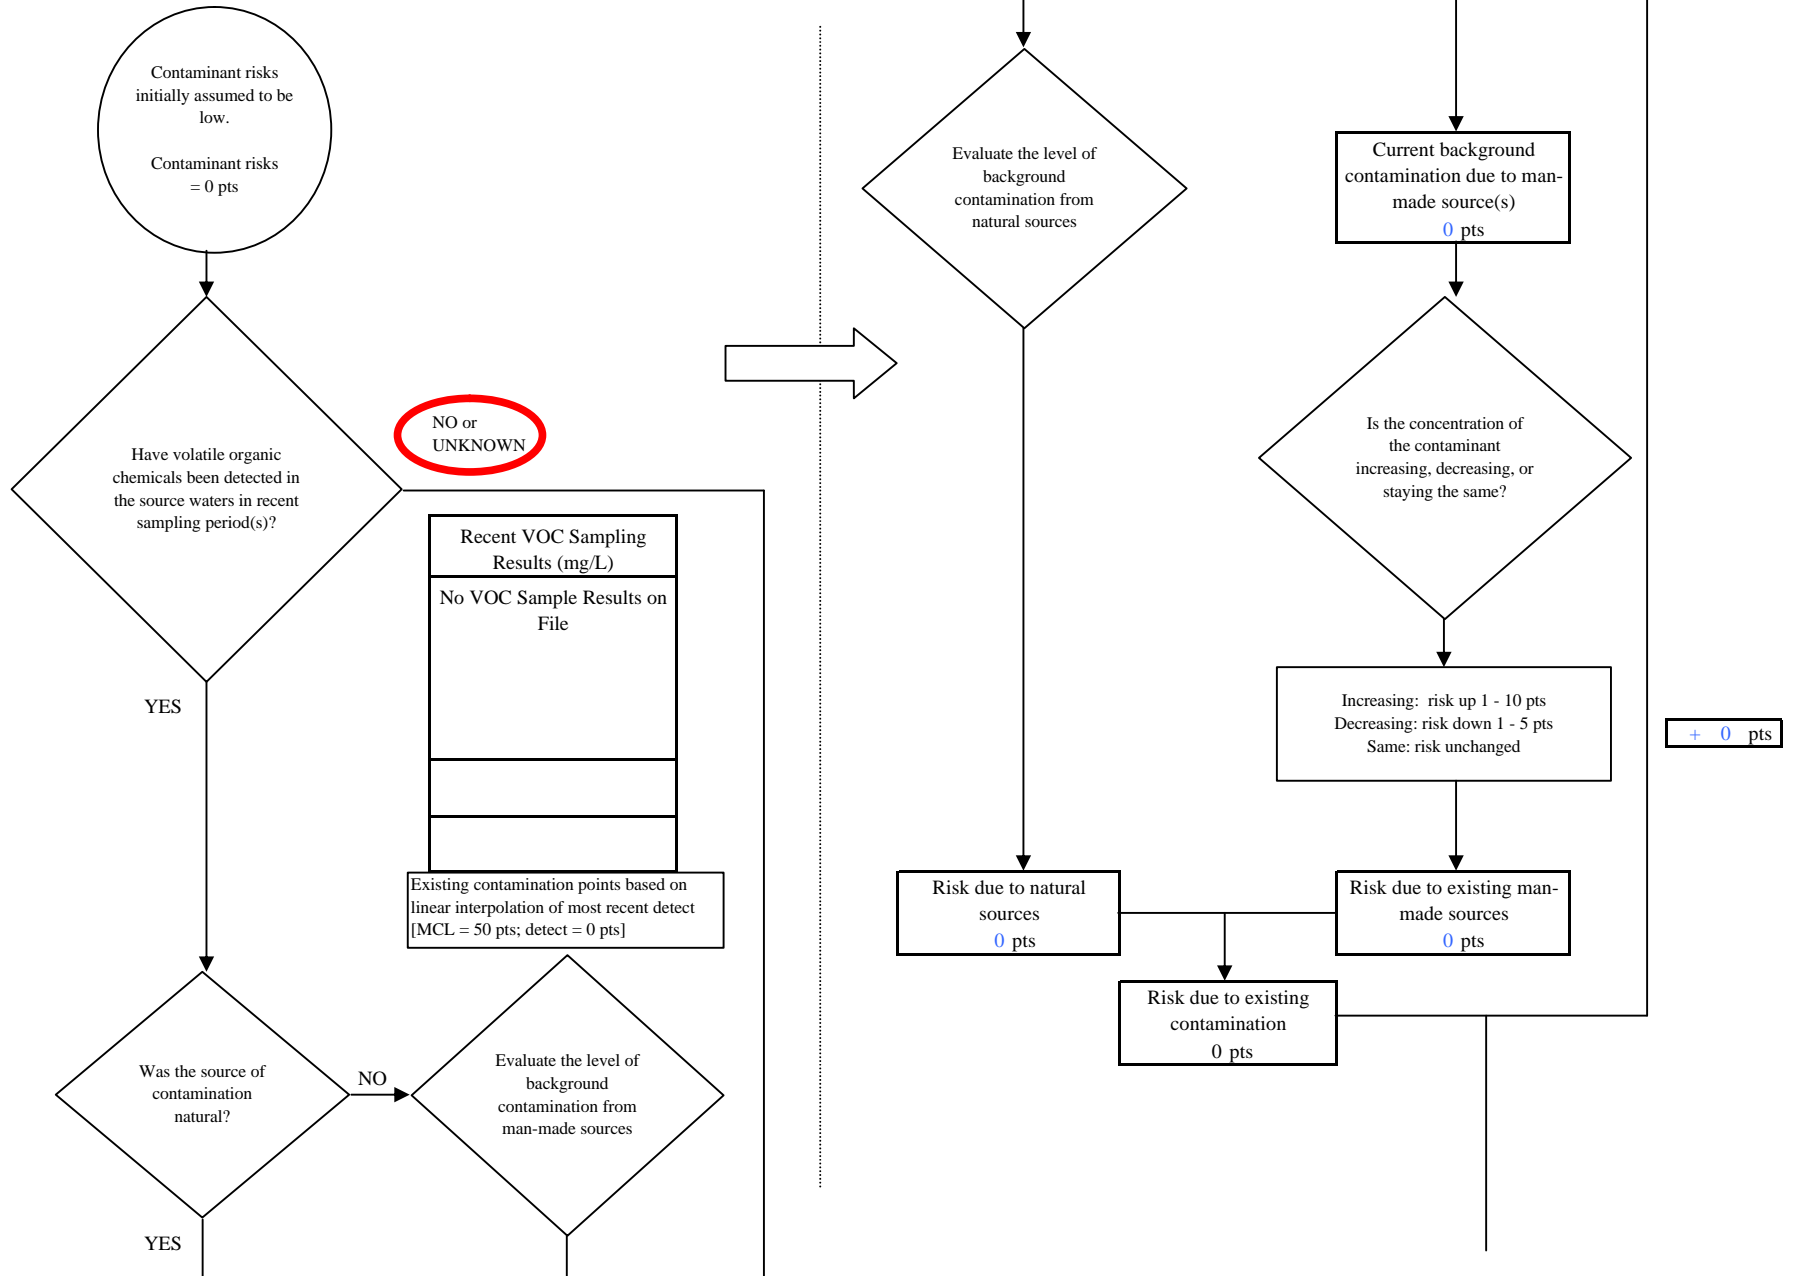 Contaminant risks
initially assumed to be
low.
Contaminant risks
= 0 pts
Have volatile organic
chemicals been detected in
the source waters in recent
sampling period(s)?
NO or
UNKNOWN
YES
Recent VOC Sampling
Results (mg/L)
No VOC Sample Results on
File
Existing contamination points based on
linear interpolation of most recent detect
[MCL = 50 pts; detect = 0 pts]
Was the source of
contamination
natural?
NO
YES
Evaluate the level of
background
contamination from
man-made sources
Evaluate the level of
background
contamination from
natural sources
Current background
contamination due to man-
made source(s)
0 pts
Is the concentration of
the contaminant
increasing, decreasing, or
staying the same?
Increasing: risk up 1 - 10 pts
Decreasing: risk down 1 - 5 pts
Same: risk unchanged
+ 0 pts
Risk due to natural
sources
0 pts
Risk due to existing man-
made sources
0 pts
Risk due to existing
contamination
0 pts